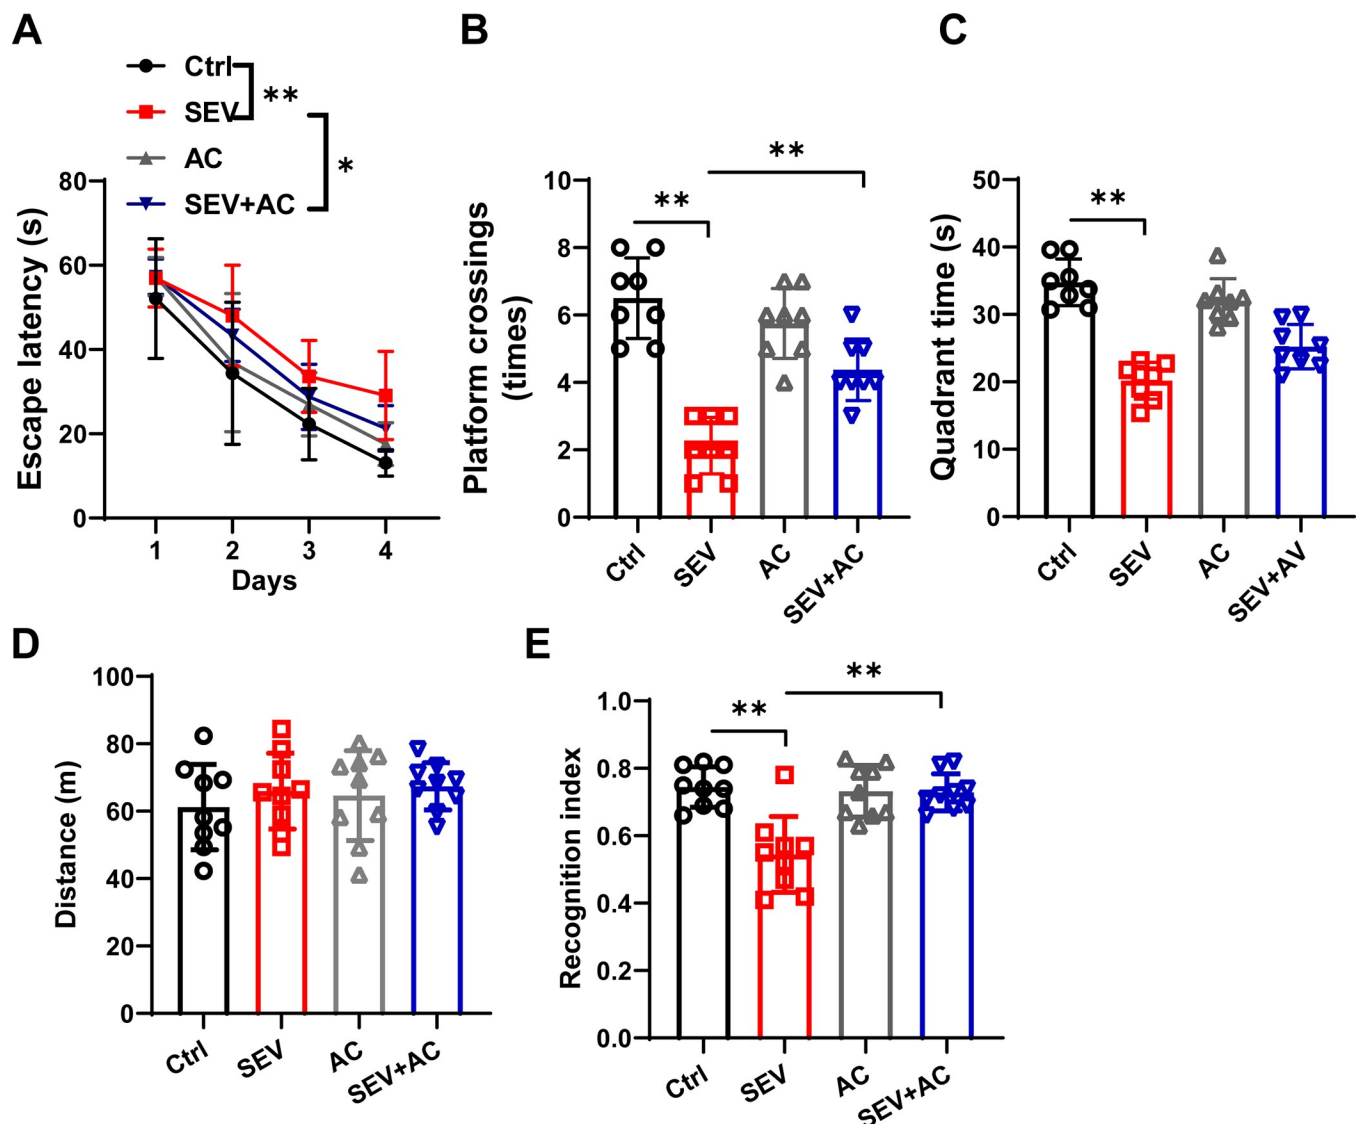 A
Ctrl
SEV
AC
SEV+AC
**
*
Escape latency (s)
80
60
40
20
0
1 2 3 4
Days
B
Platform crossings
(times)
10
8
6
4
2
0
**
**
Ctrl
SEV
AC
SEV+AC
C
Quadrant time (s)
50
40
30
20
10
0
**
Ctrl
SEV
AC
SEV+AV
D
Distance (m)
100
80
60
40
20
0
Ctrl
SEV
AC
SEV+AC
E
Recognition index
1.0
0.8
0.6
0.4
0.2
0.0
**
**
Ctrl
SEV
AC
SEV+AC